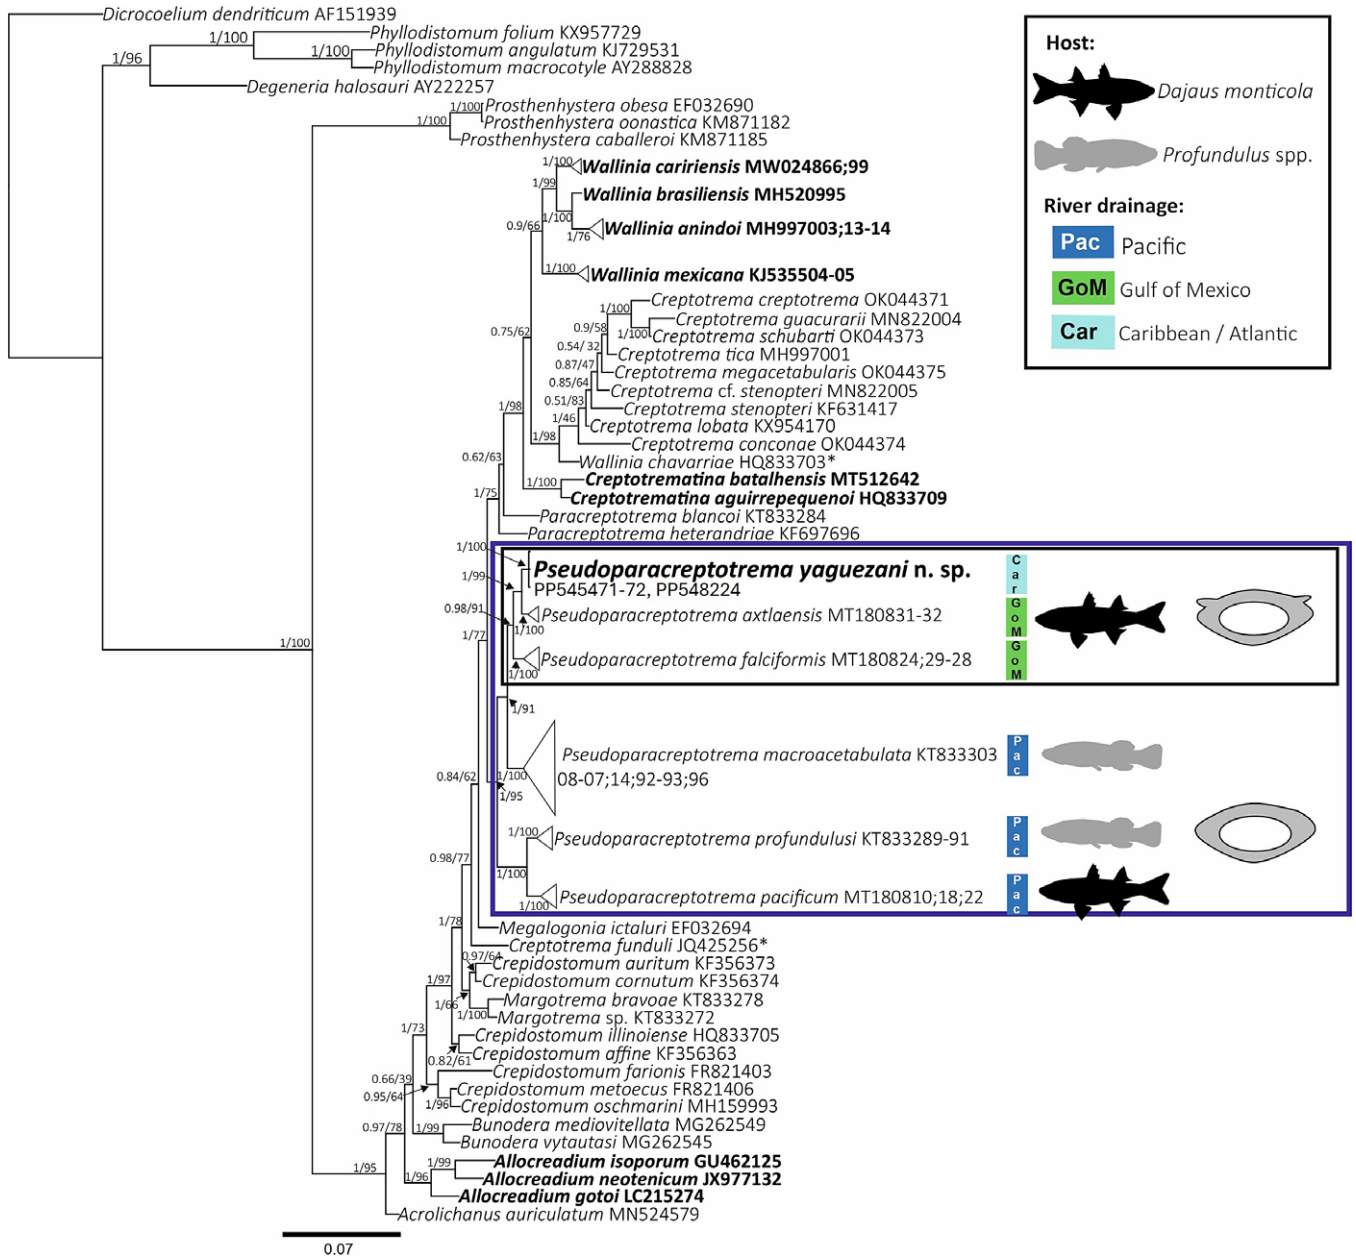 Dicrocoelium dendriticum AF151939
Phyllodistomum folium KX957729
1/100
Phyllodistomum angulatum KJ729531
1/96
1/100
Phyllodistomum macrocotyle AY288828
Degeneria halosauri AY222257
1/100
Prosthenhystera obesa EF032690
1/100
Prosthenhystera oonastica KM871182
Prosthenhystera caballeroi KM871185
1/100
Wallinia caririensis MW024866;99
1/99
Wallinia brasiliensis MH520995
1/100
0.9/66
Wallinia anindoi MH997003;13-14
1/76
1/100
Wallinia mexicana KJ535504-05
Creptotrema creptotrema OK044371
1/100
Creptotrema guacurarii MN822004
0.9/58
0.75/62
1/100
Creptotrema schubarti OK044373
0.54/ 32
Creptotrema tica MH997001
0.87/47
Creptotrema megacetabularis OK044375
0.85/64
Creptotrema cf. stenopteri MN822005
0.51/83
Creptotrema stenopteri KF631417
1/98
1/46
Creptotrema lobata KX954170
1/98
Creptotrema conconae OK044374
0.62/63
Wallinia chavarriae HQ833703*
1/100
Creptotrematina batalhensis MT512642
1/75
Creptotrematina aguirrepequenoi HQ833709
Paracreptotrema blancoi KT833284
Paracreptotrema heterandriae KF697696
1/100
Pseudoparacreptotrema yaguezani n. sp.
Car
1/99
PP545471-72, PP548224
0.98/91
Pseudoparacreptotrema axtlaensis MT180831-32
GoM
1/100
1/77
Pseudoparacreptotrema falciformis MT180824;29-28
GoM
1/100
1/91
Pseudoparacreptotrema macroacetabulata KT833303
Pac
0.84/62
1/100
08-07;14;92-93;96
1/95
1/100
Pseudoparacreptotrema profundulusi KT833289-91
Pac
0.98/77
1/100
Pseudoparacreptotrema pacificum MT180810;18;22
Pac
1/100
1/78
Megalogonia ictaluri EF032694
Creptotrema funduli JQ425256*
0.97/64
Crepidostomum auritum KF356373
1/97
Crepidostomum cornutum KF356374
1/66
Margotrema bravoae KT833278
1/100
Margotrema sp. KT833272
1/73
Crepidostomum illinoiense HQ833705
0.82/61
Crepidostomum affine KF356363
0.66/39
Crepidostomum farionis FR821403
0.95/64
Crepidostomum metoecus FR821406
1/96
Crepidostomum oschmarini MH159993
0.97/78
1/99
Bunodera mediovitellata MG262549
Bunodera vytautasi MG262545
1/99
Allocreadium isoporum GU462125
1/95
1/96
Allocreadium neotenicum JX977132
Allocreadium gotoi LC215274
Acrolichanus auriculatum MN524579
1/100
0.07
Host:
Dajaus monticola
Profundulus spp.
River drainage:
Pac Pacific
GoM Gulf of Mexico
Car Caribbean / Atlantic